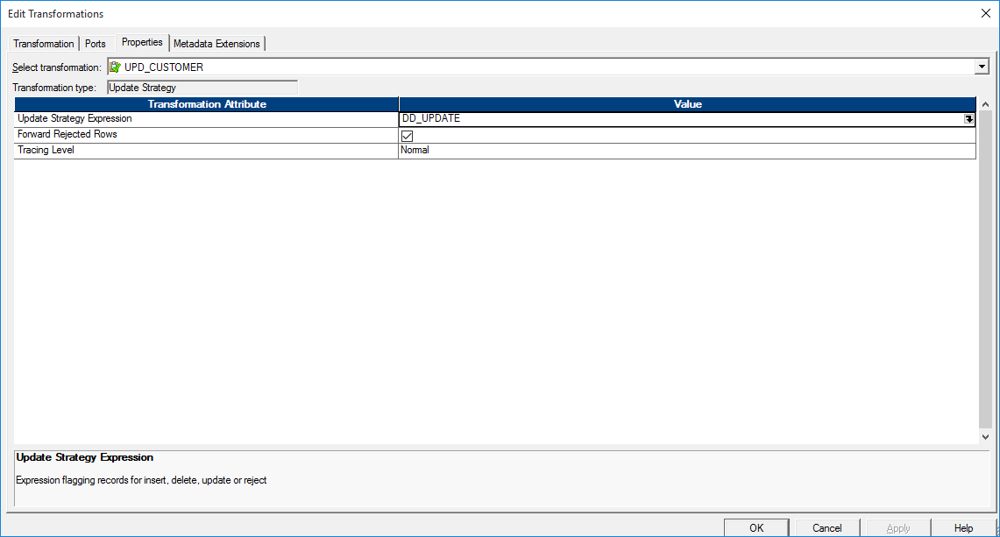 Edit Transformations
Transformation Ports Properties Metadata Extensions
Select transformation: UPD_CUSTOMER
Transformation type: Update Strategy
Transformation Attribute Value
Update Strategy Expression DD_UPDATE
Forward Rejected Rows
Tracing Level Normal
Update Strategy Expression
Expression flagging records for insert, delete, update or reject
OK Cancel Apply Help